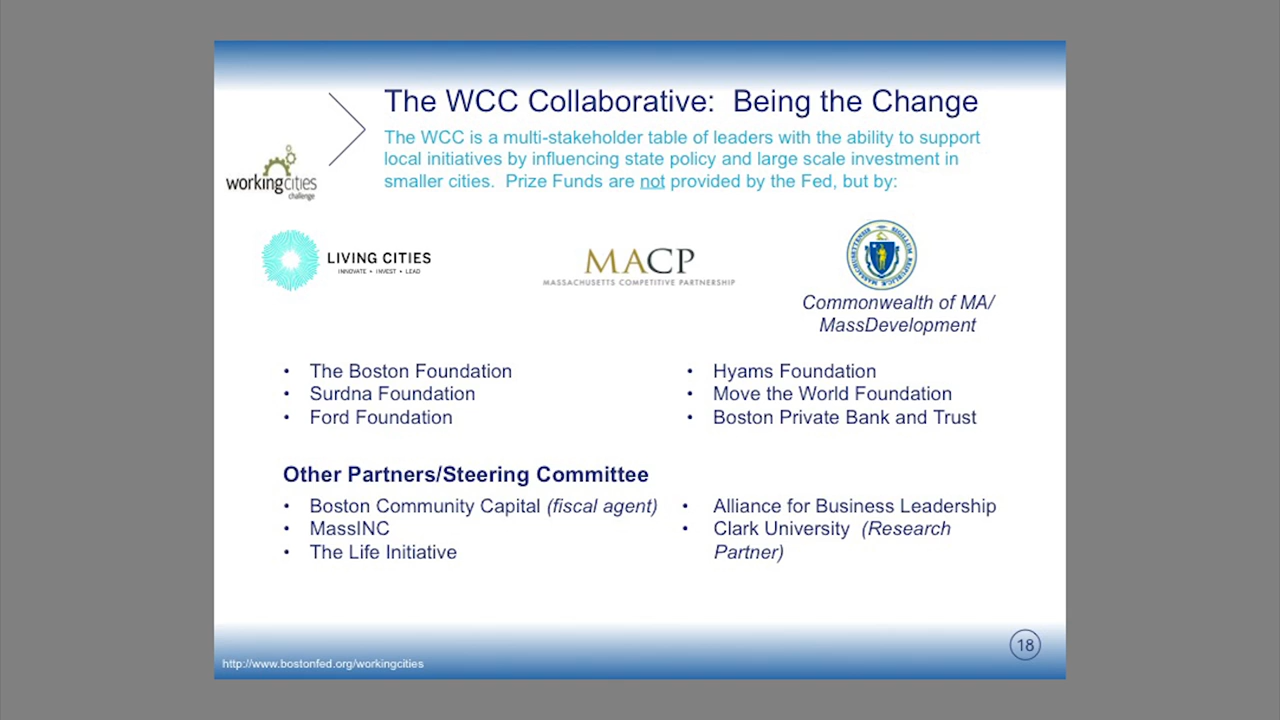 The WCC Collaborative: Being the Change
The WCC is a multi-stakeholder table of leaders with the ability to support
local initiatives by influencing state policy and large scale investment in
smaller cities. Prize Funds are not provided by the Fed, but by:
workingcities
challenge
LIVING CITIES
INNOVATE • INVEST • LEAD
MACP
MASSACHUSETTS COMPETITIVE PARTNERSHIP
Commonwealth of MA/
MassDevelopment
• The Boston Foundation
• Surdna Foundation
• Ford Foundation
• Hyams Foundation
• Move the World Foundation
• Boston Private Bank and Trust
Other Partners/Steering Committee
• Boston Community Capital (fiscal agent)
• MassINC
• The Life Initiative
• Alliance for Business Leadership
• Clark University (Research
Partner)
18
http://www.bostonfed.org/workingcities